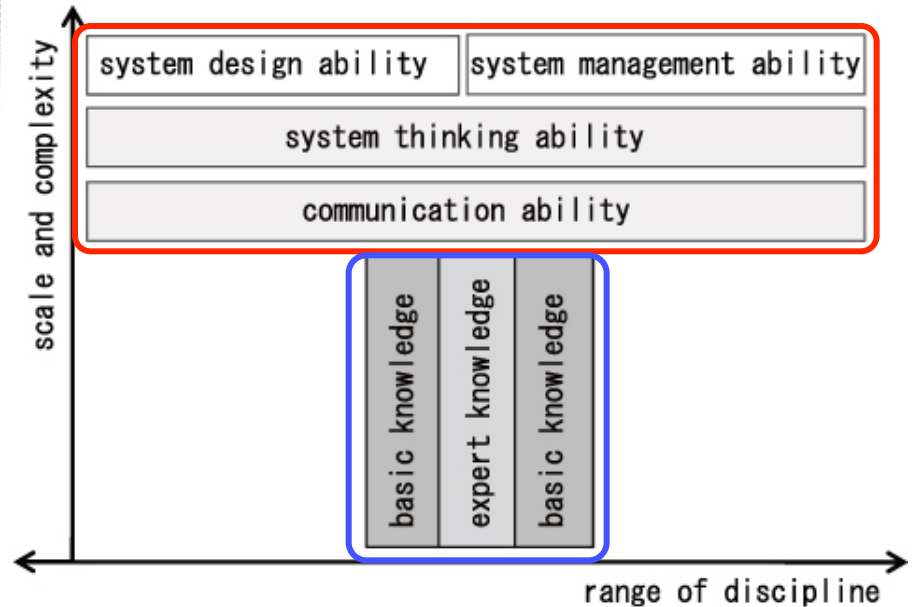 scale and complexity
system design ability
system management ability
system thinking ability
communication ability
basic knowledge
expert knowledge
basic knowledge
range of discipline